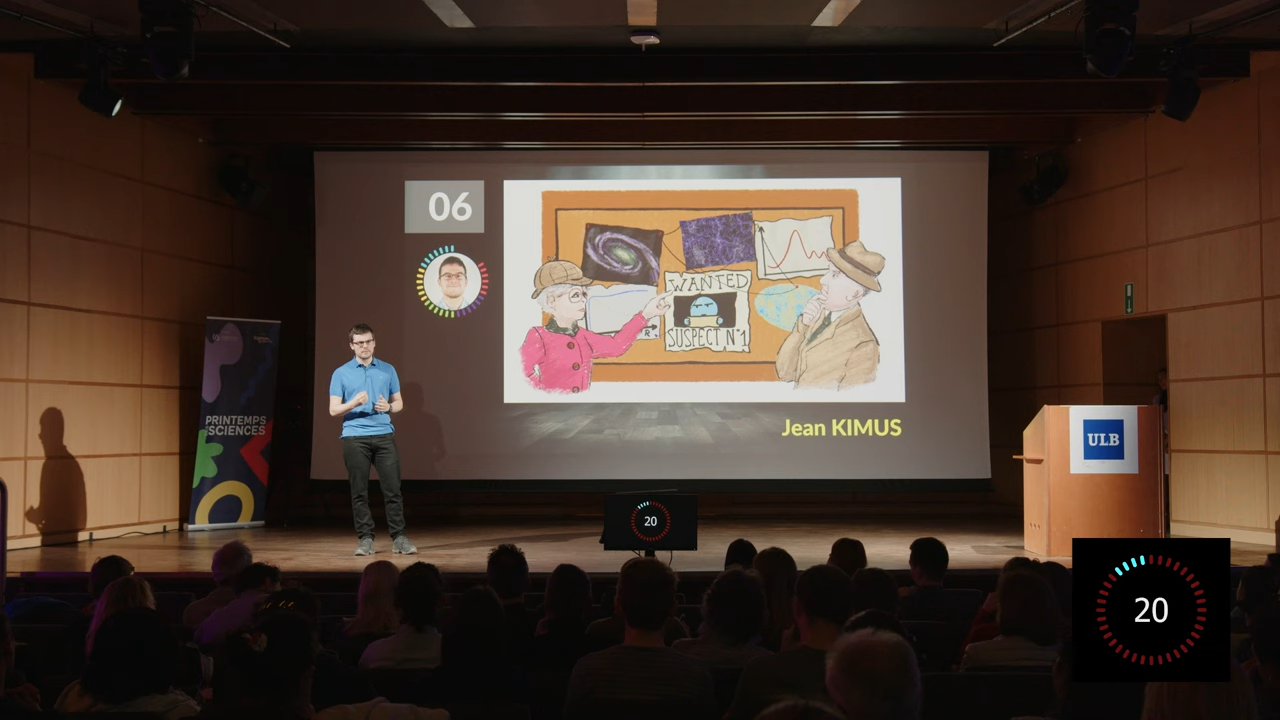 06
WANTED
SUSPECT N°1
Jean KIMUS
PRINTEMPS
SCIENCES
ULB
20
20